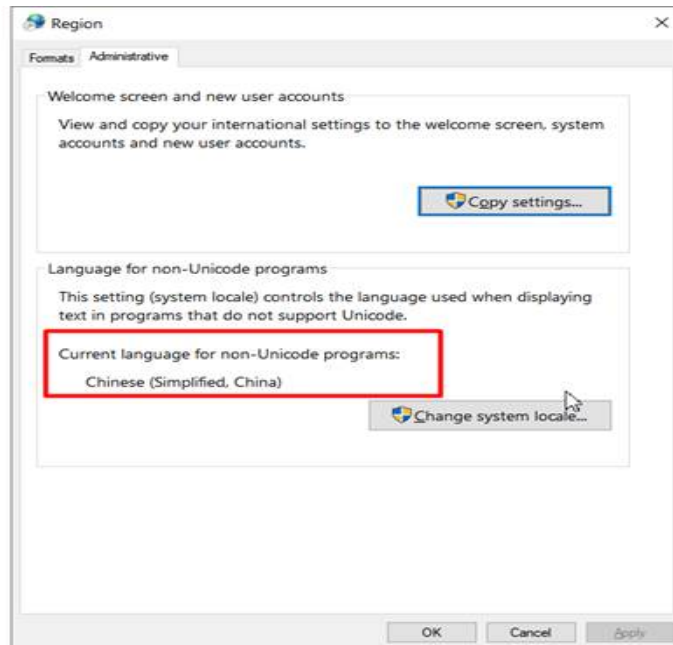 Region
Formats
Administrative
Welcome screen and new user accounts
View and copy your international settings to the welcome screen, system
accounts and new user accounts.
Copy settings...
Language for non-Unicode programs
This setting (system locale) controls the language used when displaying
text in programs that do not support Unicode.
Current language for non-Unicode programs:
Chinese (Simplified, China)
Change system locale...
OK
Cancel
Apply